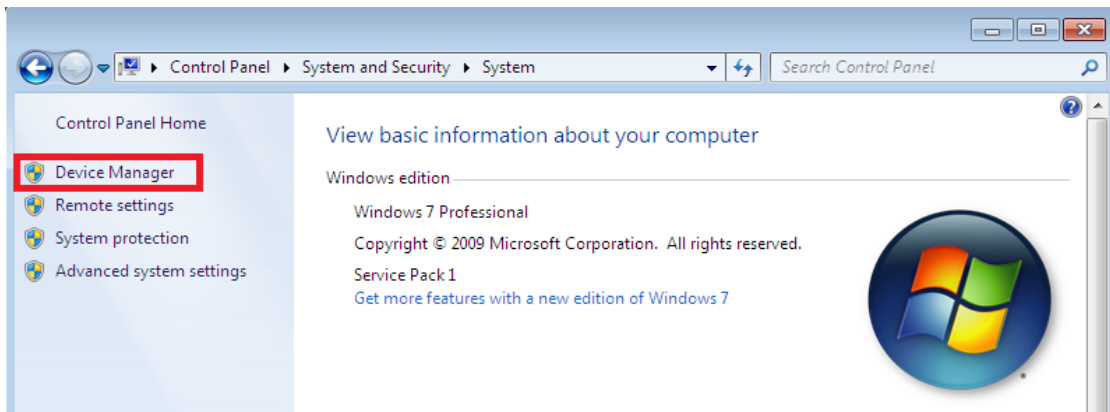 Control Panel System and Security System
Search Control Panel
Control Panel Home
Device Manager
Remote settings
System protection
Advanced system settings
View basic information about your computer
Windows edition
Windows 7 Professional
Copyright © 2009 Microsoft Corporation. All rights reserved.
Service Pack 1
Get more features with a new edition of Windows 7